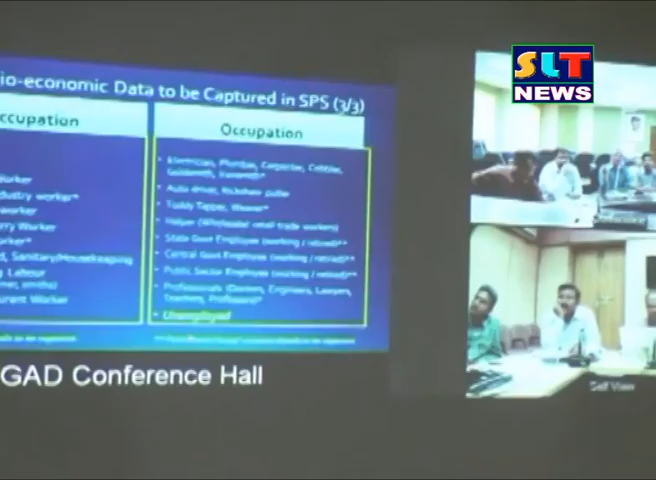 SLT
NEWS
io-economic Data to be Captured in SPS (3/3)
ccupation
Occupation
Worker
dustry worker*
worker
rry Worker
orker*
d, Sanitary/Housekeeping
g Labour
ner, smiths)
urent Worker
• Electrician, Plumber, Carpenter, Cobbler,
Goldsmith,
• Auto driver, Rickshaw puller
• Toddy Tapper, Weaver*
• Helper (Wholesale/ retail trade workers)
• State Govt Employee (working / retired)**
• Central Govt Employee (working / retired)**
• Public Sector Employee (working / retired)**
• Professionals (Doctors, Engineers, Lawyers,
Teachers, Professors)*
• Unemployed
GAD Conference Hall
Self View